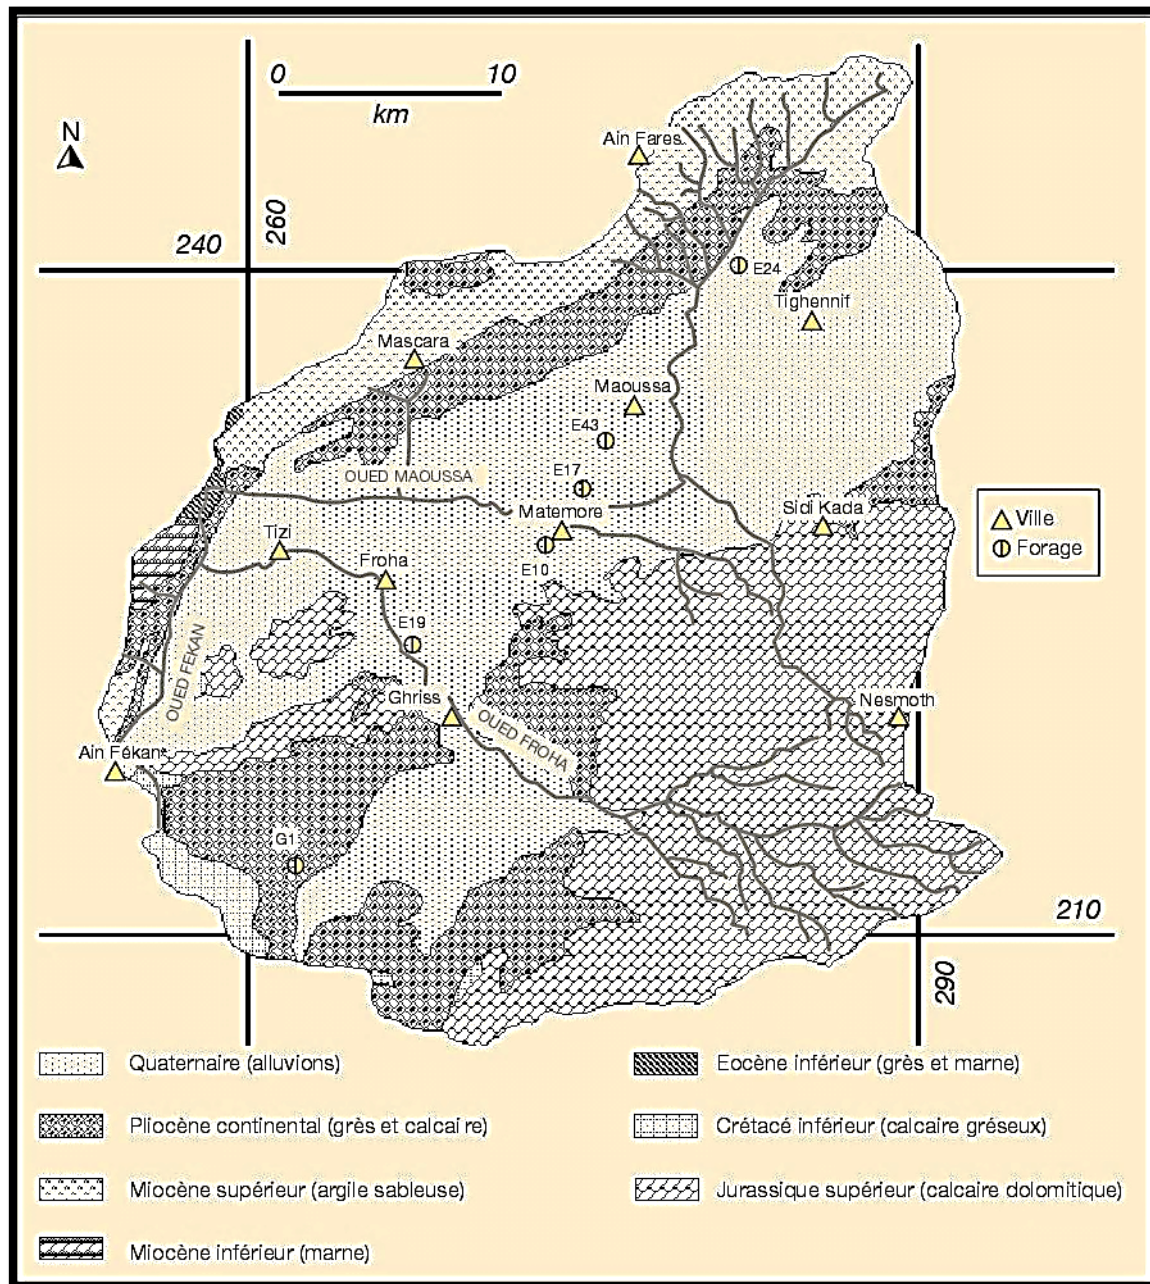 0 10
km
N
Ain Fares
260
240
E24
Tighennif
Mascara
Maoussa
E43
OUED MAOUSSA
E17
Matemore
Sidi Kada
Ville
Forage
Tizi
Froha
E10
E19
OUED FEKAN
Ghriss
OUED FROHA
Nesmoth
Ain Fékan
G1
210
290
Quaternaire (alluvions)
Pliocène continental (grès et calcaire)
Miocène supérieur (argile sableuse)
Miocène inférieur (marne)
Eocène inférieur (grès et marne)
Crétacé inférieur (calcaire gréseux)
Jurassique supérieur (calcaire dolomitique)